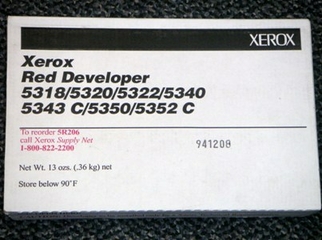 XEROX
Xerox
Red Developer
5318/5320/5322/5340
5343 C/5350/5352 C
To reorder 5R206
call Xerox Supply Net
1-800-822-2200
941208
Net Wt. 13 ozs. (.36 kg) net
Store below 90°F